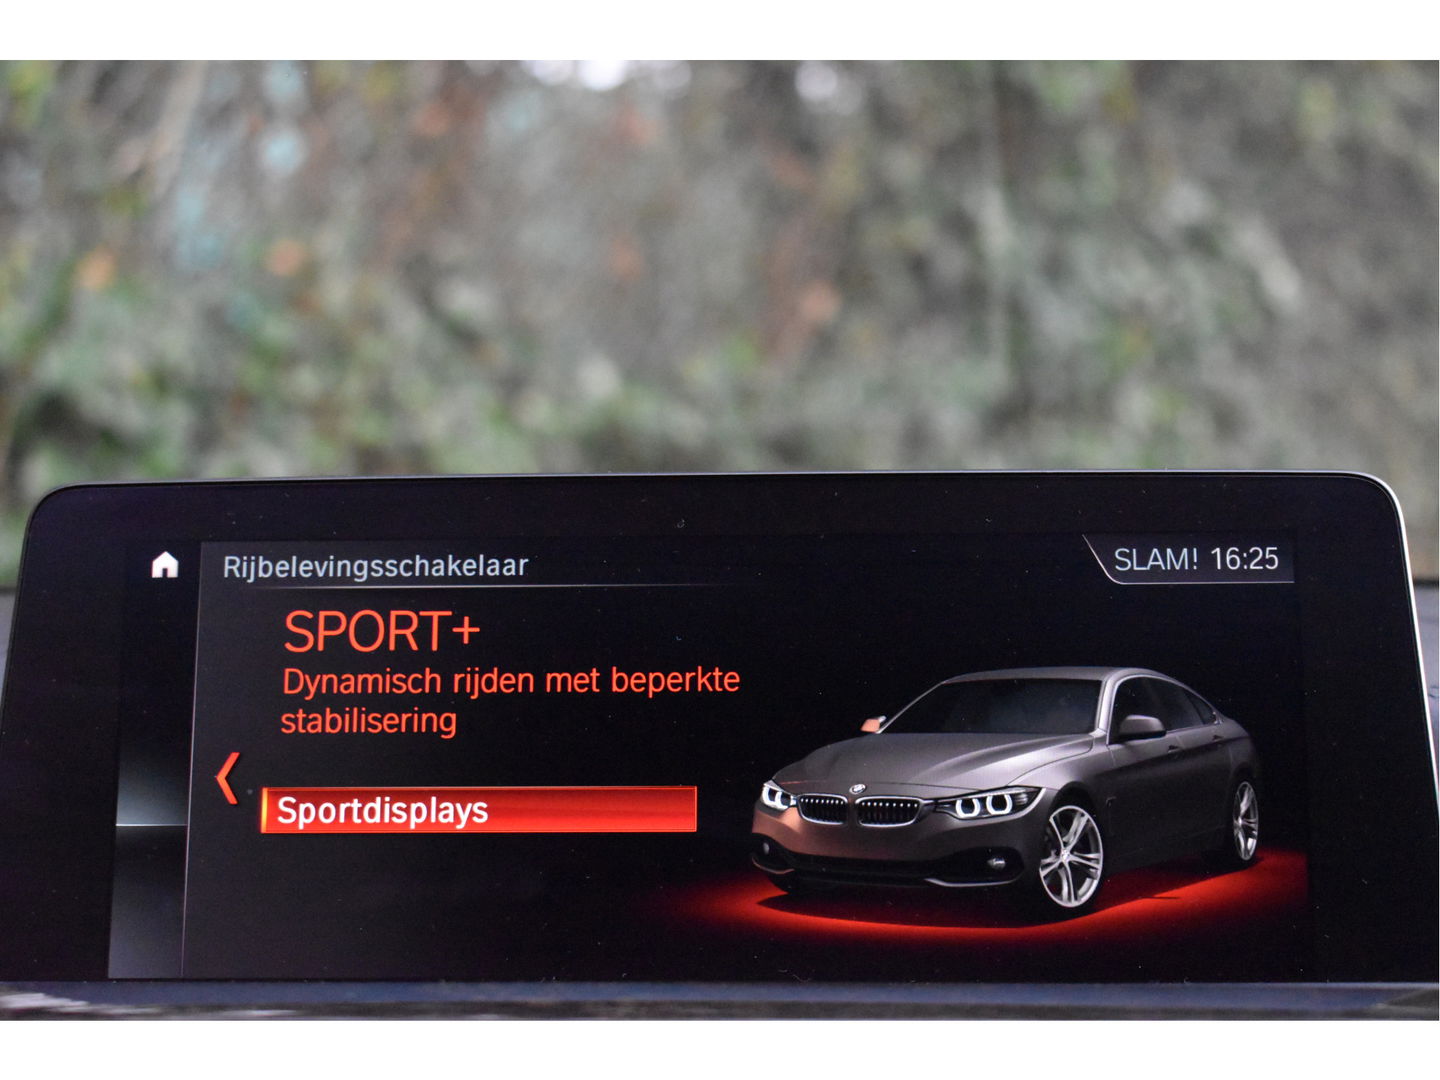 Rijbelevingsschakelaar
SLAM! 16:25
SPORT+
Dynamisch rijden met beperkte
stabilisering
Sportdisplays